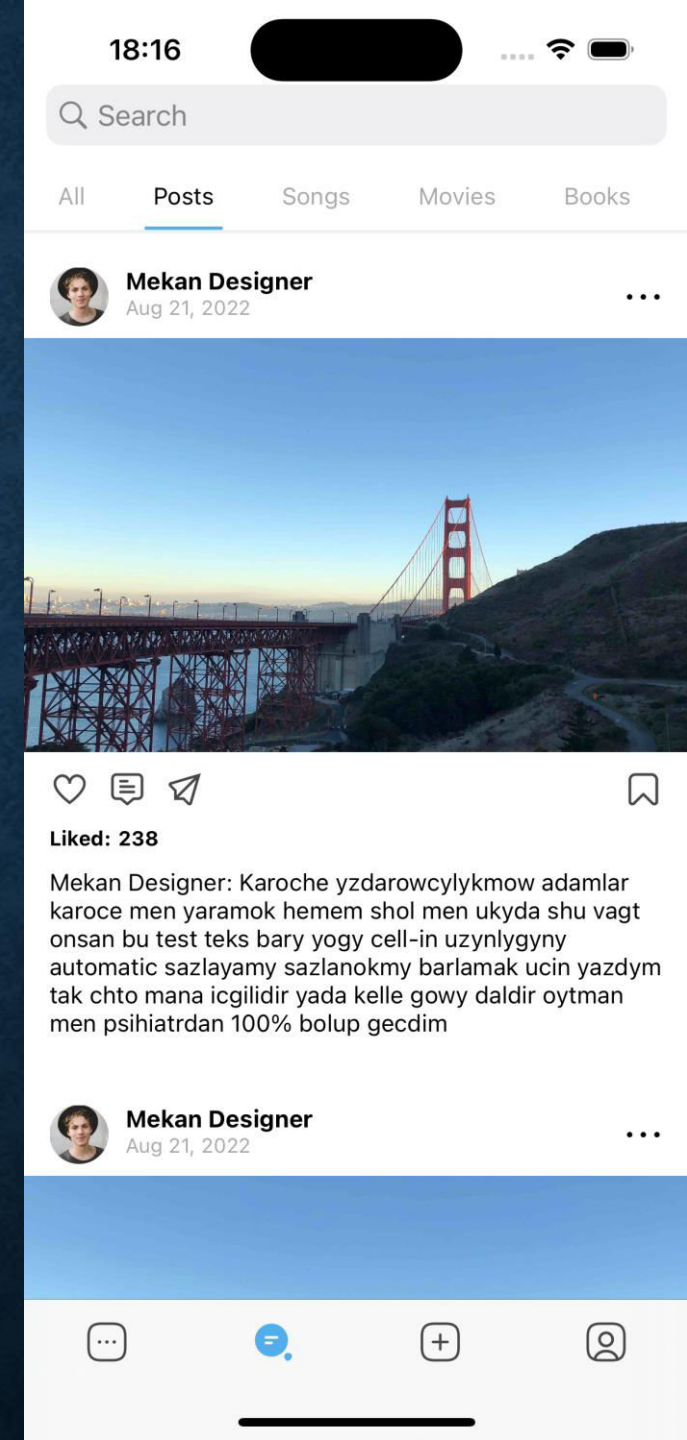 18:16
Search
All Posts Songs Movies Books
Mekan Designer
Aug 21, 2022
Liked: 238
Mekan Designer: Karoche yzdarowcylykmow adamlar
karoce men yaramok hemem shol men ukyda shu vagt
onsan bu test teks bary yogy cell-in uzynlygyny
automatic sazlayamy sazlanokmy barlamak ucin yazdym
tak chto mana icgilidir yada kelle gowy daldir oytman
men psihiatrdan 100% bolup gecdim
Mekan Designer
Aug 21, 2022